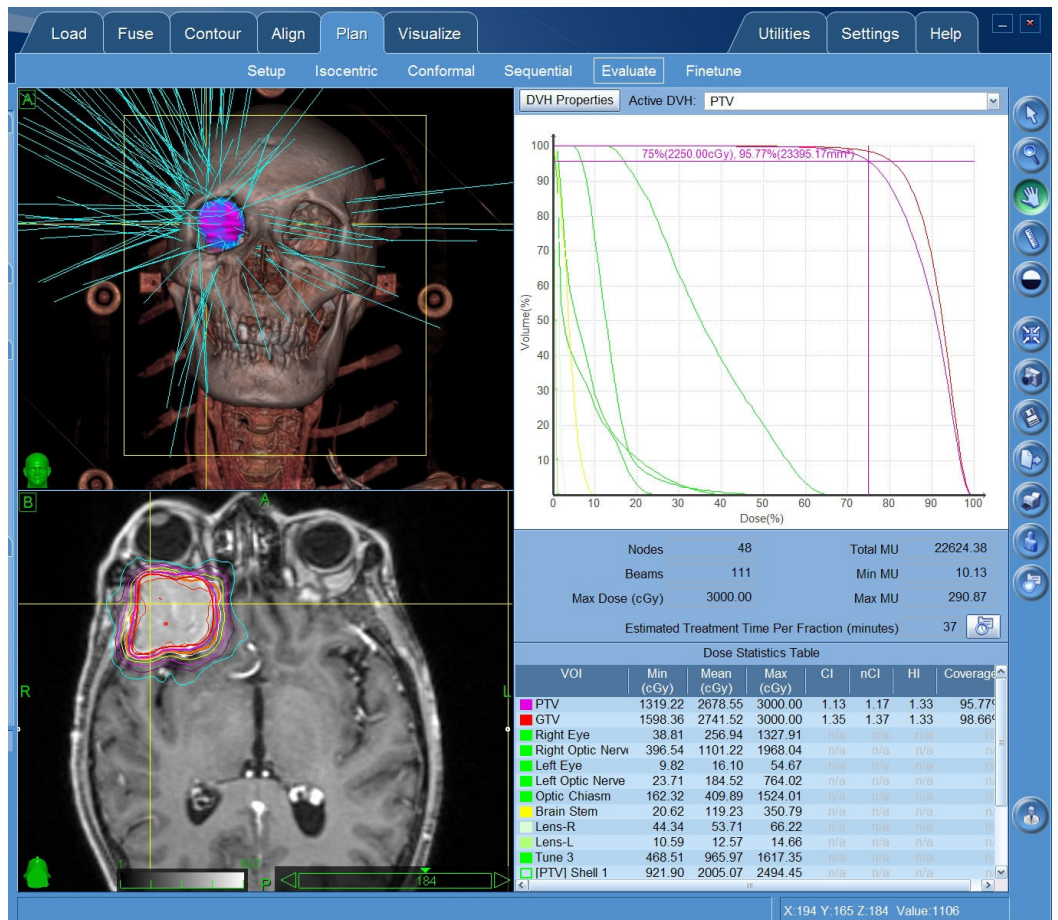 Load Fuse Contour Align Plan Visualize Utilities Settings Help
Setup Isocentric Conformal Sequential Evaluate Finetune
A
DVH Properties Active DVH: PTV
75%(2250.00cGy), 95.77%(23395.17mm³)
100
90
80
70
60
50
40
30
20
10
Volume(%)
0 10 20 30 40 50 60 70 80 90 100
Dose(%)
B
A
R
L
P
1
184
Nodes 48 Total MU 22624.38
Beams 111 Min MU 10.13
Max Dose (cGy) 3000.00 Max MU 290.87
Estimated Treatment Time Per Fraction (minutes) 37
Dose Statistics Table
VOI Min (cGy) Mean (cGy) Max (cGy) CI nCI HI Coverage
PTV 1319.22 2678.55 3000.00 1.13 1.17 1.33 95.77%
GTV 1598.36 2741.52 3000.00 1.35 1.37 1.33 98.66%
Right Eye 38.81 256.94 1327.91 n/a n/a n/a n/
Right Optic Nerv 396.54 1101.22 1968.04 n/a n/a n/a n/
Left Eye 9.82 16.10 54.67 n/a n/a n/a n/
Left Optic Nerve 23.71 184.52 764.02 n/a n/a n/a n/
Optic Chiasm 162.32 409.89 1524.01 n/a n/a n/a n/
Brain Stem 20.62 119.23 350.79 n/a n/a n/a n/
Lens-R 44.34 53.71 66.22 n/a n/a n/a n/
Lens-L 10.59 12.57 14.66 n/a n/a n/a n/
Tune 3 468.51 965.97 1617.35 n/a n/a n/a n/
[PTV] Shell 1 921.90 2005.07 2494.45 n/a n/a n/a n/
X:194 Y:165 Z:184 Value:1106